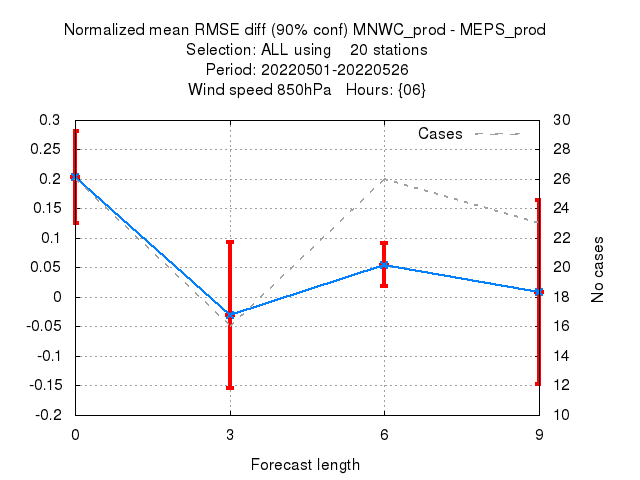 Normalized mean RMSE diff (90% conf) MNWC_prod - MEPS_prod
Selection: ALL using    20 stations
Period: 20220501-20220526
Wind speed 850hPa   Hours: {06}
Cases
0.3
0.25
0.2
0.15
0.1
0.05
0
-0.05
-0.1
-0.15
-0.2
30
28
26
24
22
20
18
16
14
12
10
No cases
0 3 6 9
Forecast length